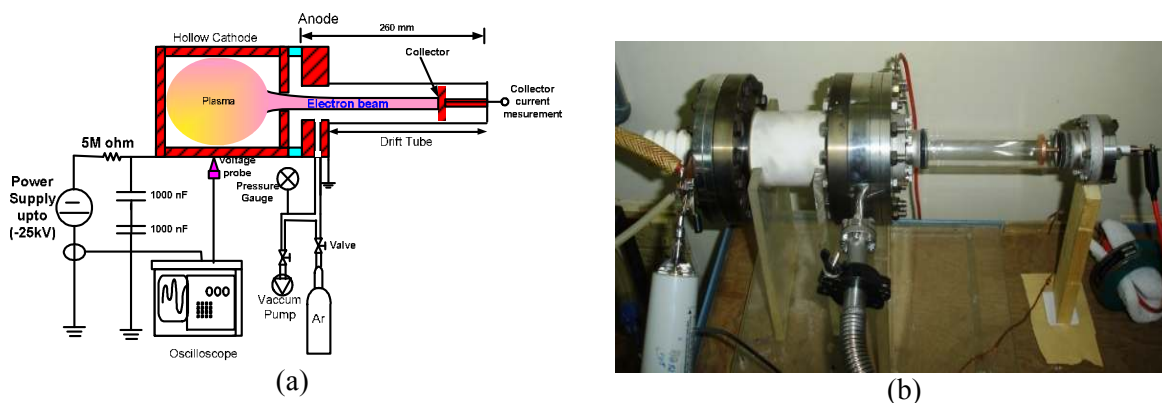 Anode
260 mm
Hollow Cathode
Collector
Plasma
Electron beam
Collector
current
mesurement
Drift Tube
5M ohm
Voltage
probe
Power
Supply
upto
(-25kV)
1000 nF
1000 nF
Pressure
Gauge
Valve
Vaccum
Pump
Ar
Oscilloscope
(a)
(b)